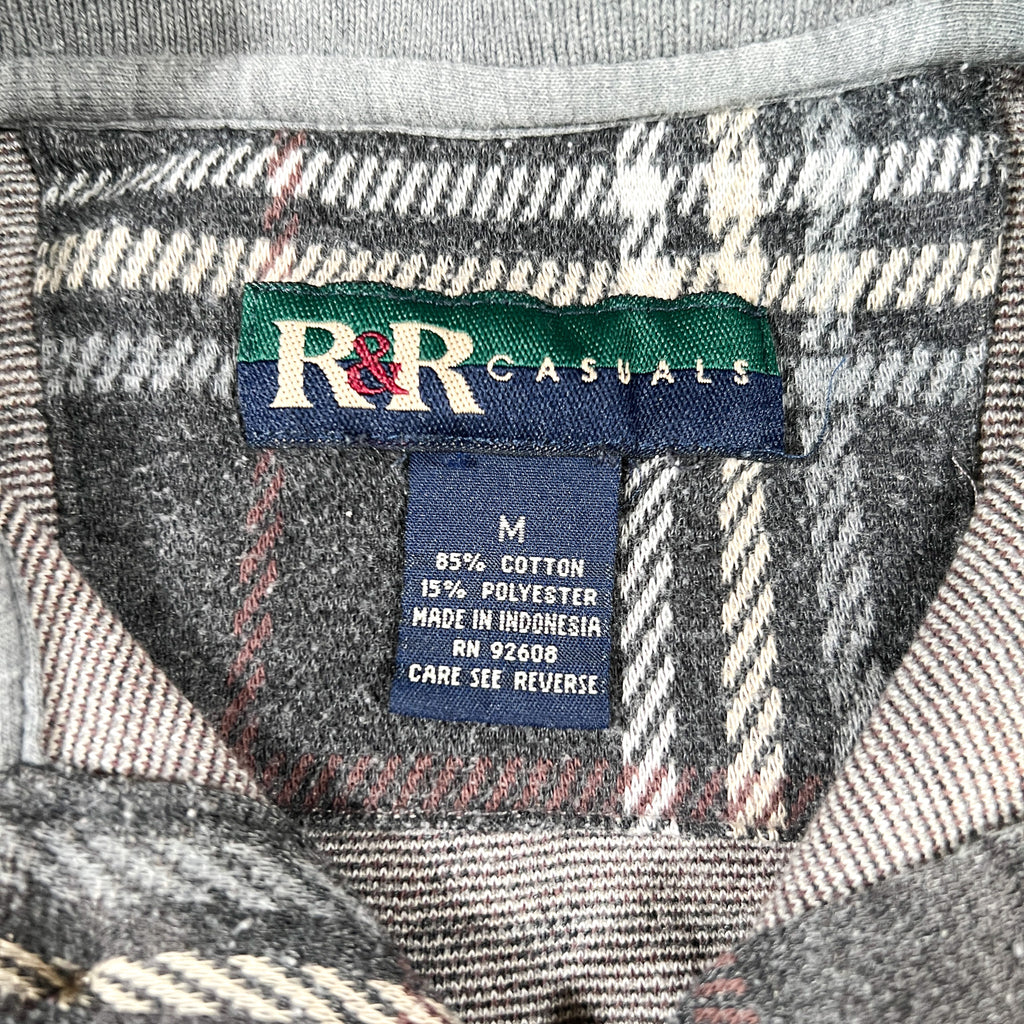 R&R CASUALS
M
85% COTTON
15% POLYESTER
MADE IN INDONESIA
RN 92608
CARE SEE REVERSE